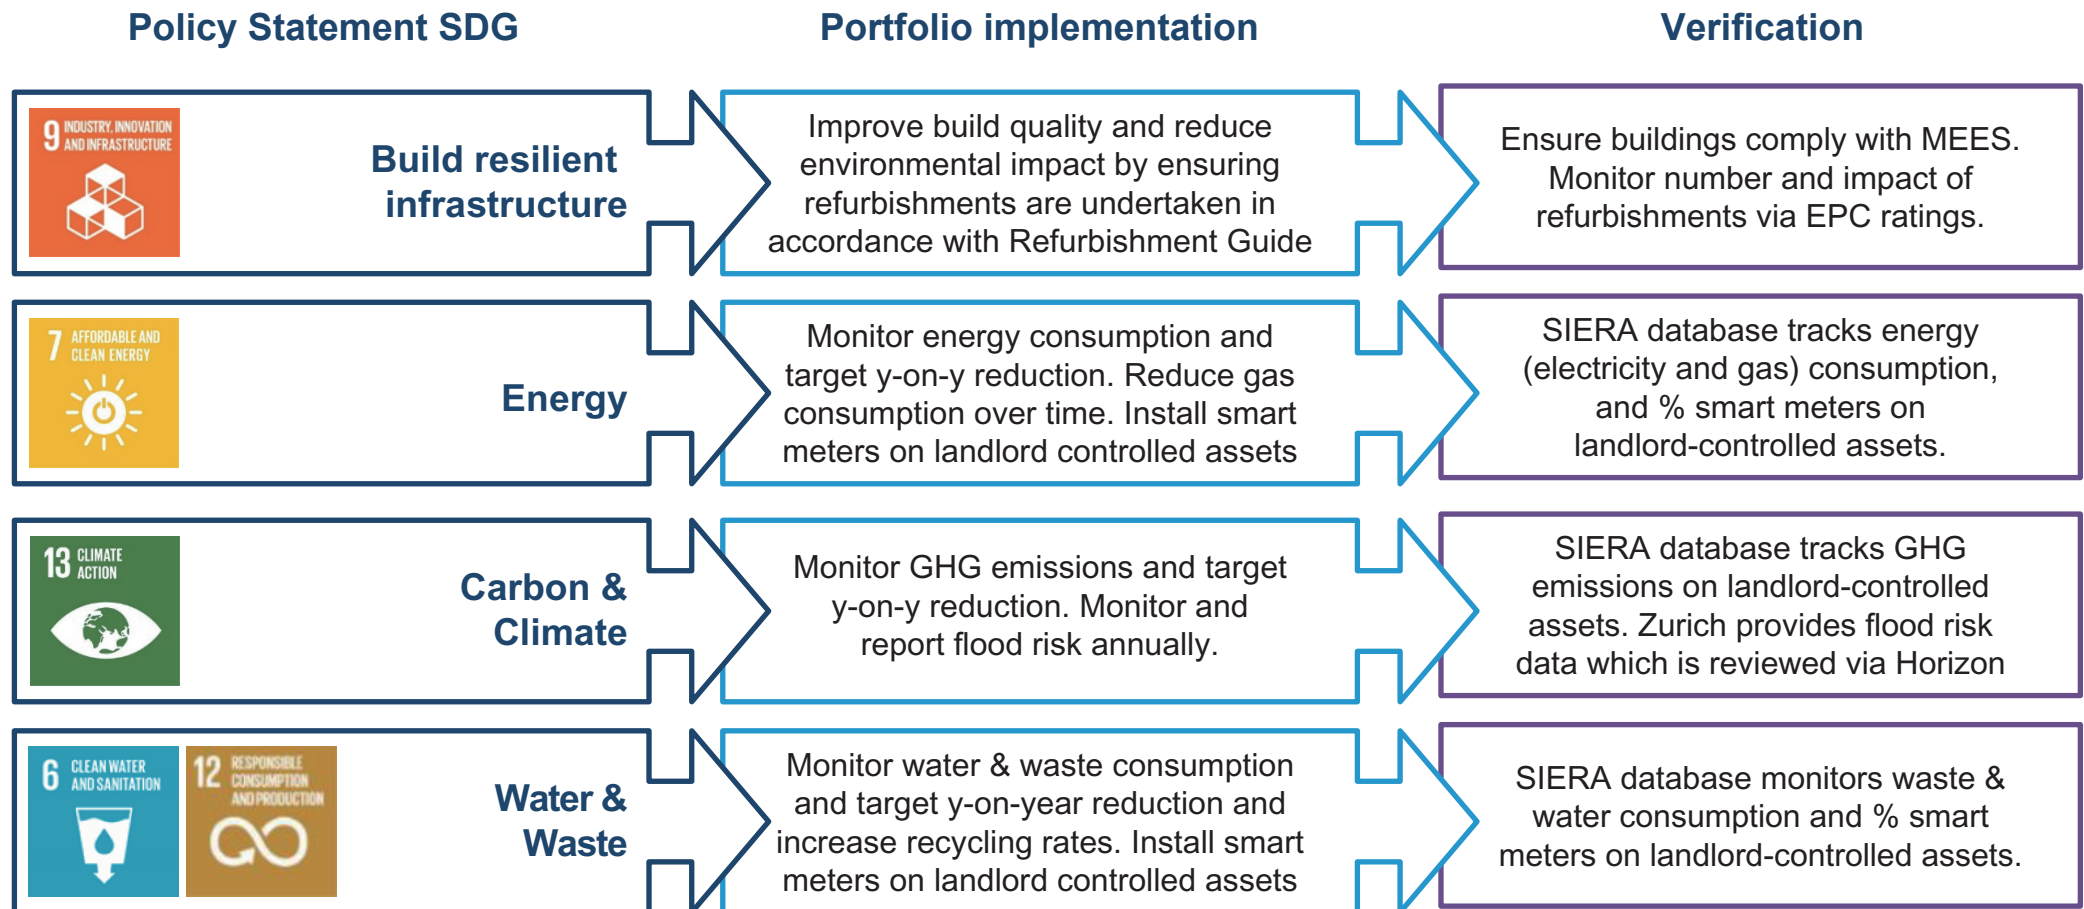 Policy Statement SDG
Portfolio implementation
Verification
9 INDUSTRY, INNOVATION
AND INFRASTRUCTURE
Build resilient
infrastructure
Improve build quality and reduce
environmental impact by ensuring
refurbishments are undertaken in
accordance with Refurbishment Guide
Ensure buildings comply with MEES.
Monitor number and impact of
refurbishments via EPC ratings.
7 AFFORDABLE AND
CLEAN ENERGY
Energy
Monitor energy consumption and
target y-on-y reduction. Reduce gas
consumption over time. Install smart
meters on landlord controlled assets
SIERA database tracks energy
(electricity and gas) consumption,
and % smart meters on
landlord-controlled assets.
13 CLIMATE
ACTION
Carbon &
Climate
Monitor GHG emissions and target
y-on-y reduction. Monitor and
report flood risk annually.
SIERA database tracks GHG
emissions on landlord-controlled
assets. Zurich provides flood risk
data which is reviewed via Horizon
6 CLEAN WATER
AND SANITATION
12 RESPONSIBLE
CONSUMPTION
AND PRODUCTION
Water &
Waste
Monitor water & waste consumption
and target y-on-year reduction and
increase recycling rates. Install smart
meters on landlord controlled assets
SIERA database monitors waste &
water consumption and % smart
meters on landlord-controlled assets.